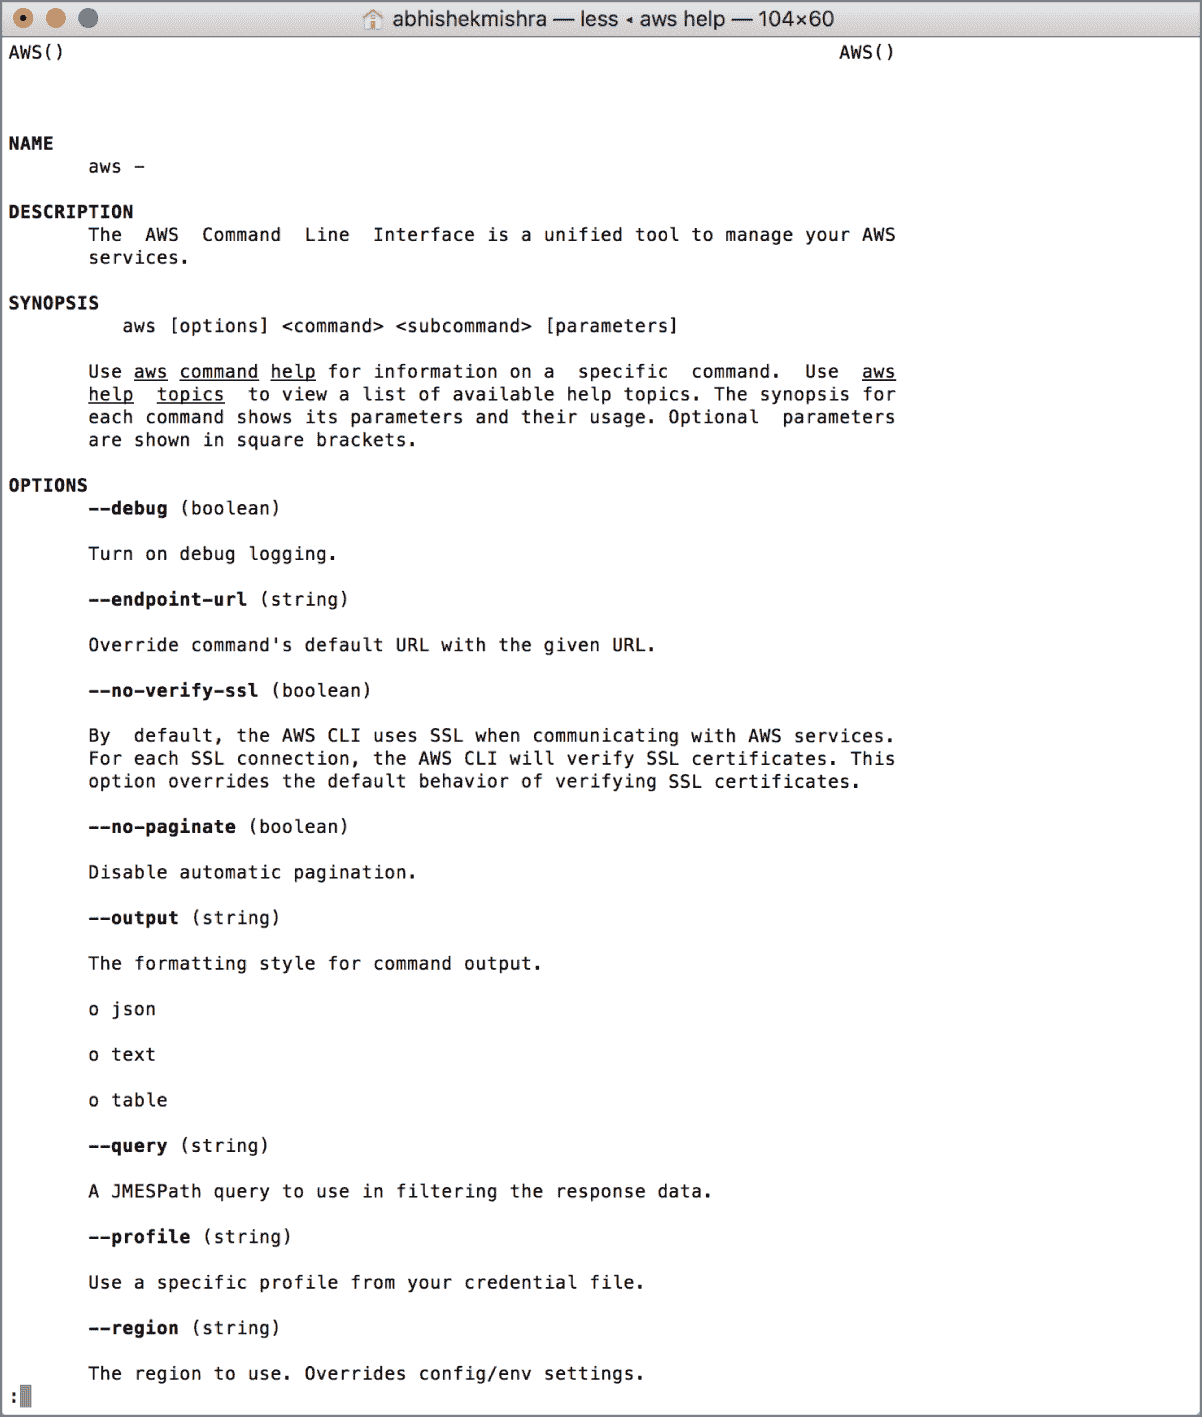 abhishekmishra — less ◂ aws help — 104×60
AWS() AWS()
NAME
aws -
DESCRIPTION
The AWS Command Line Interface is a unified tool to manage your AWS
services.
SYNOPSIS
aws [options] <command> <subcommand> [parameters]
Use aws command help for information on a specific command. Use aws
help topics to view a list of available help topics. The synopsis for
each command shows its parameters and their usage. Optional parameters
are shown in square brackets.
OPTIONS
--debug (boolean)
Turn on debug logging.
--endpoint-url (string)
Override command's default URL with the given URL.
--no-verify-ssl (boolean)
By default, the AWS CLI uses SSL when communicating with AWS services.
For each SSL connection, the AWS CLI will verify SSL certificates. This
option overrides the default behavior of verifying SSL certificates.
--no-paginate (boolean)
Disable automatic pagination.
--output (string)
The formatting style for command output.
o json
o text
o table
--query (string)
A JMESPath query to use in filtering the response data.
--profile (string)
Use a specific profile from your credential file.
--region (string)
The region to use. Overrides config/env settings.
: